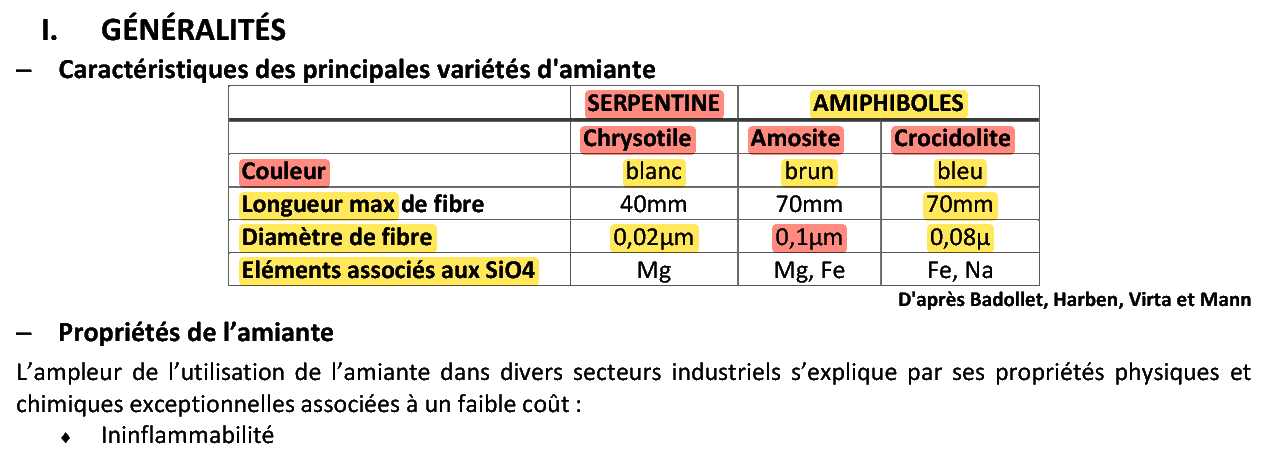 I. GÉNÉRALITÉS
– Caractéristiques des principales variétés d'amiante
SERPENTINE AMIPHIBOLES
Chrysotile Amosite Crocidolite
Couleur blanc brun bleu
Longueur max de fibre 40mm 70mm 70mm
Diamètre de fibre 0,02µm 0,1µm 0,08µ
Eléments associés aux SiO4 Mg Mg, Fe Fe, Na
D'après Badollet, Harben, Virta et Mann
– Propriétés de l’amiante
L’ampleur de l’utilisation de l’amiante dans divers secteurs industriels s’explique par ses propriétés physiques et
chimiques exceptionnelles associées à un faible coût :
♦ Ininflammabilité